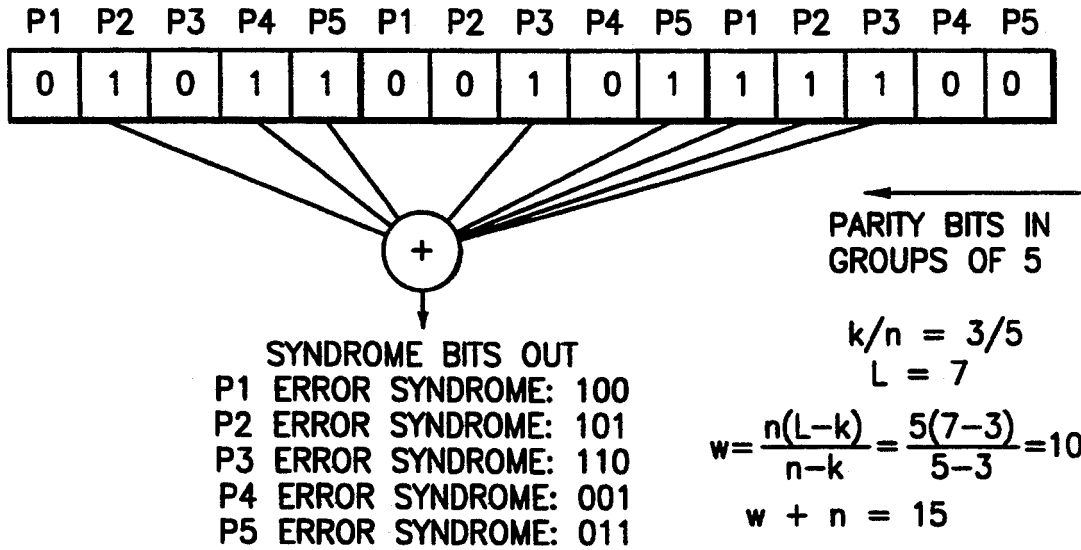 P1 P2 P3 P4 P5 P1 P2 P3 P4 P5 P1 P2 P3 P4 P5
0 1 0 1 1 0 0 1 0 1 1 1 1 0 0
+
PARITY BITS IN
GROUPS OF 5
SYNDROME BITS OUT
P1 ERROR SYNDROME: 100
P2 ERROR SYNDROME: 101
P3 ERROR SYNDROME: 110
P4 ERROR SYNDROME: 001
P5 ERROR SYNDROME: 011
k/n = 3/5
L = 7
w= n(L-k)/n-k = 5(7-3)/5-3 =10
w + n = 15